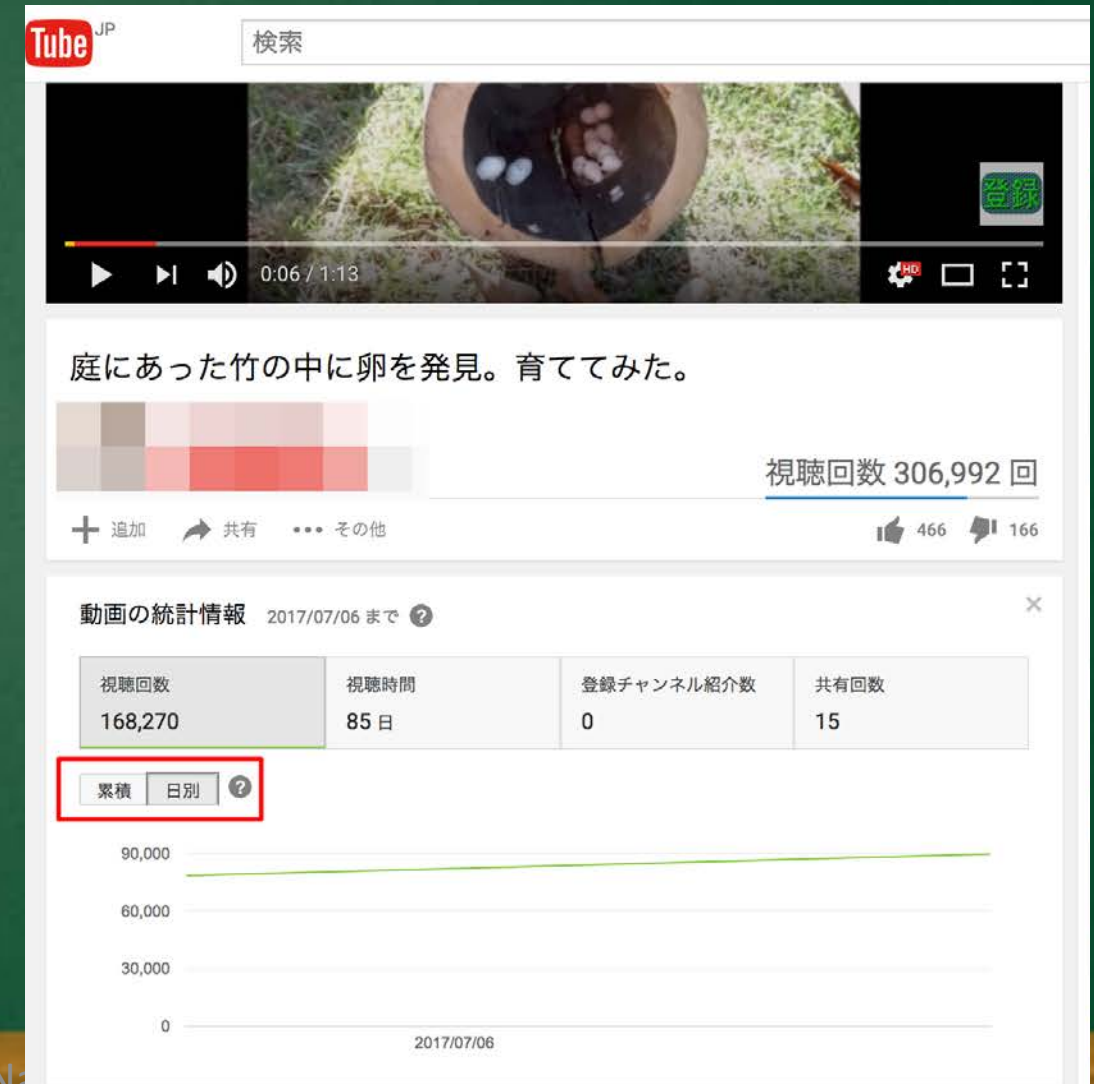 Tube JP
検索
登録
0:06 / 1:13
HD
庭にあった竹の中に卵を発見。育ててみた。
視聴回数 306,992 回
追加 共有 ••• その他
466 166
動画の統計情報 2017/07/06 まで ?
×
視聴回数 視聴時間 登録チャンネル紹介数 共有回数
168,270 85 日 0 15
累積 日別 ?
90,000
60,000
30,000
0
2017/07/06